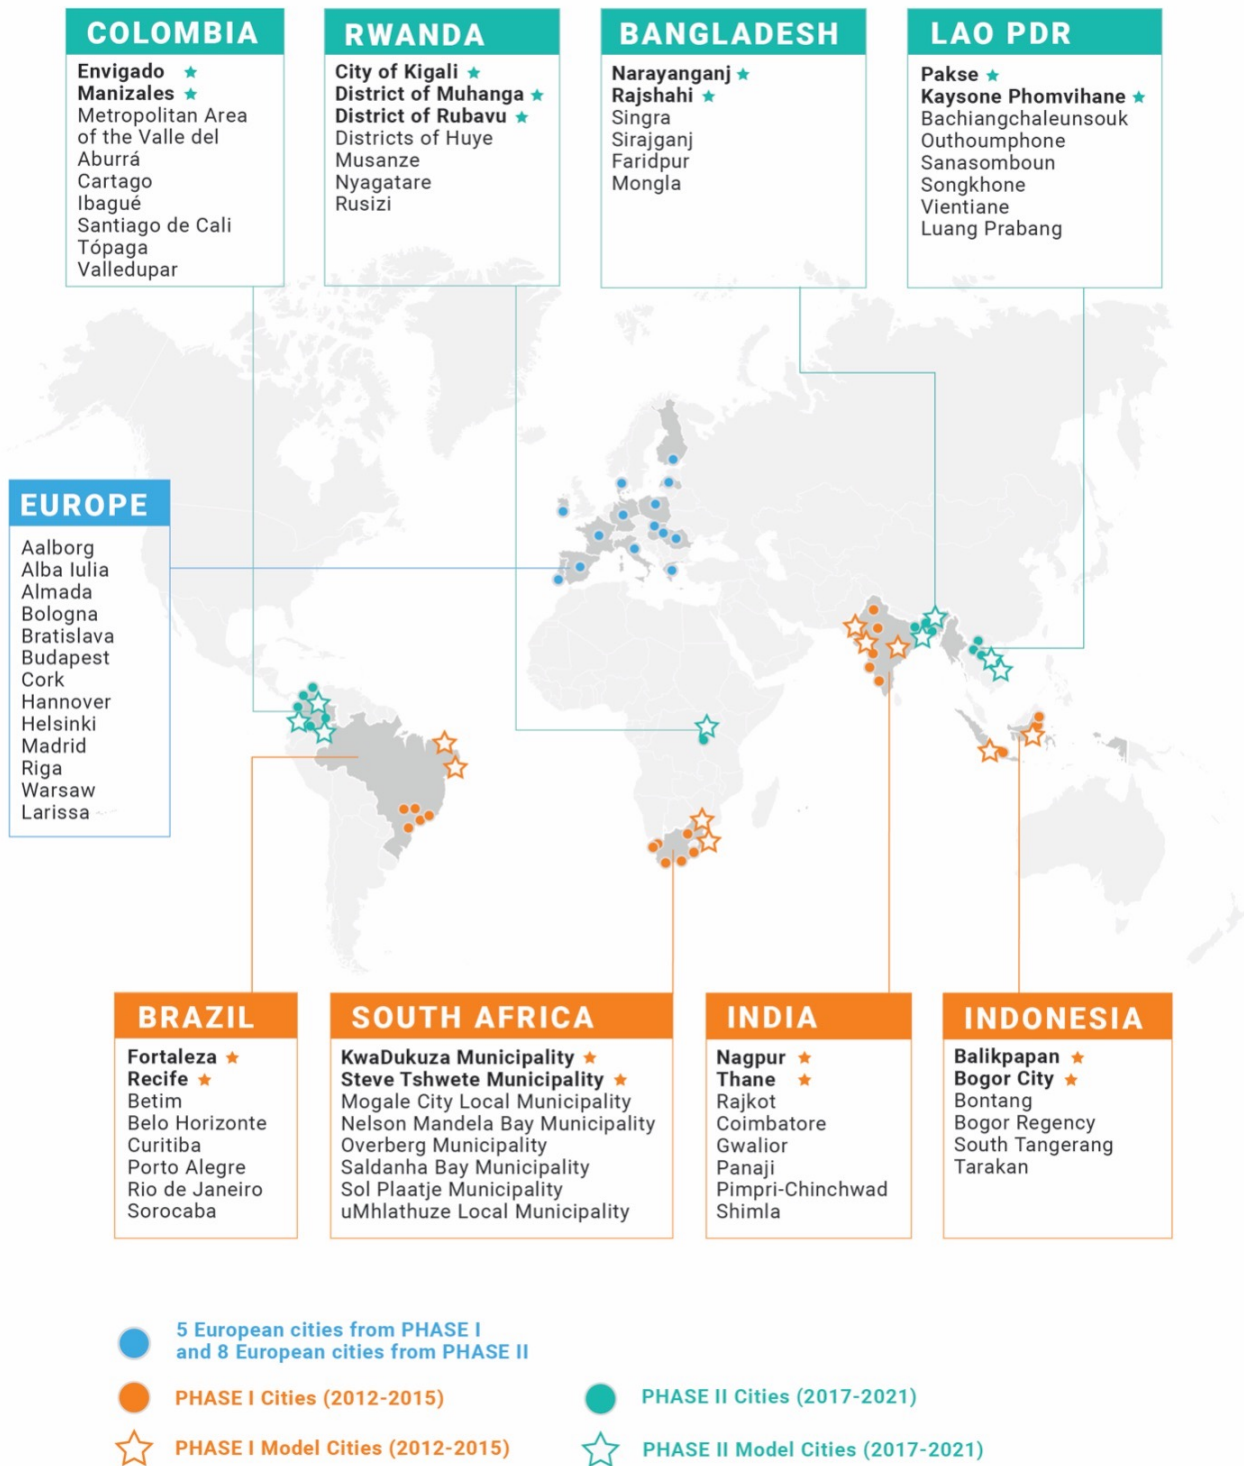 COLOMBIA
Envigado
Manizales
Metropolitan Area
of the Valle del
Aburrá
Cartago
Ibagué
Santiago de Cali
Tópaga
Valledupar
RWANDA
City of Kigali
District of Muhanga
District of Rubavu
Districts of Huye
Musanze
Nyagatare
Rusizi
BANGLADESH
Narayanganj
Rajshahi
Singra
Sirajganj
Faridpur
Mongla
LAO PDR
Pakse
Kaysone Phomvihane
Bachiangchaleunsouk
Outhoumphone
Sanasomboun
Songkhone
Vientiane
Luang Prabang
EUROPE
Aalborg
Alba Iulia
Almada
Bologna
Bratislava
Budapest
Cork
Hannover
Helsinki
Madrid
Riga
Warsaw
Larissa
BRAZIL
Fortaleza
Recife
Betim
Belo Horizonte
Curitiba
Porto Alegre
Rio de Janeiro
Sorocaba
SOUTH AFRICA
KwaDukuza Municipality
Steve Tshwete Municipality
Mogale City Local Municipality
Nelson Mandela Bay Municipality
Overberg Municipality
Saldanha Bay Municipality
Sol Plaatje Municipality
uMhlathuze Local Municipality
INDIA
Nagpur
Thane
Rajkot
Coimbatore
Gwalior
Panaji
Pimpri-Chinchwad
Shimla
INDONESIA
Balikpapan
Bogor City
Bontang
Bogor Regency
South Tangerang
Tarakan
5 European cities from PHASE I
and 8 European cities from PHASE II
PHASE I Cities (2012-2015)
PHASE II Cities (2017-2021)
PHASE I Model Cities (2012-2015)
PHASE II Model Cities (2017-2021)